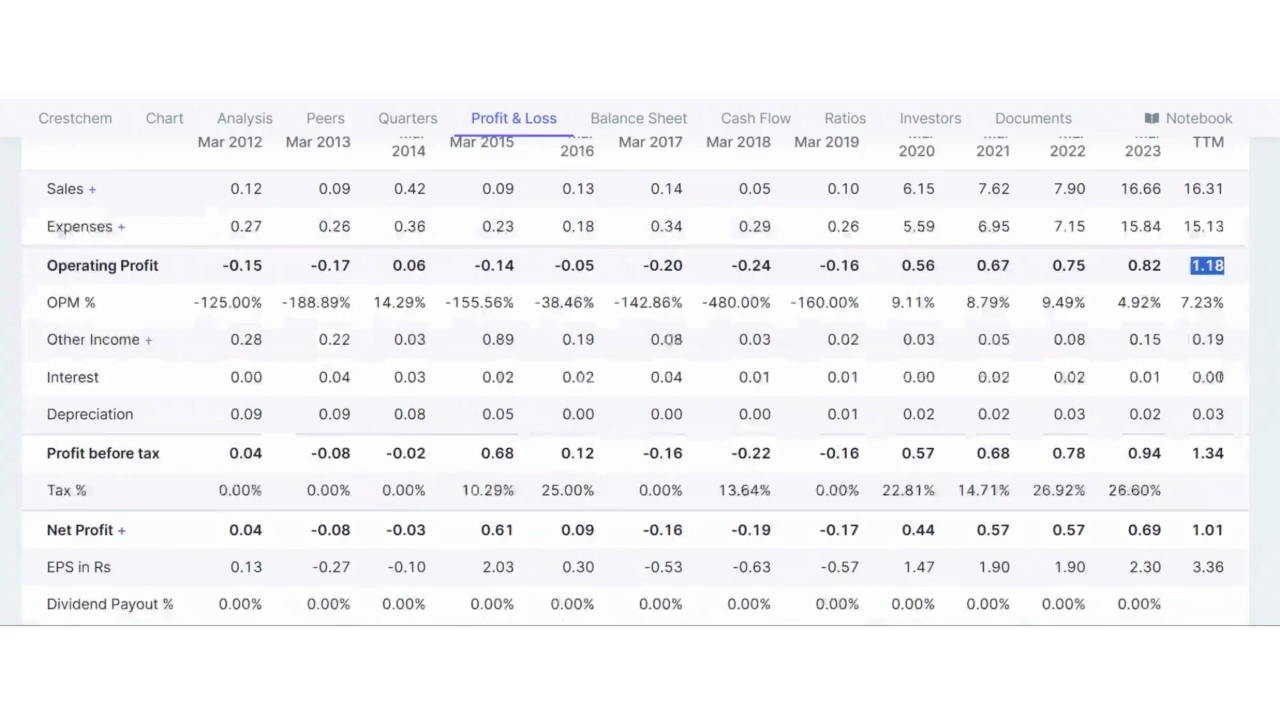 Crestchem Chart Analysis Peers Quarters Profit & Loss Balance Sheet Cash Flow Ratios Investors Documents Notebook
Mar 2012 Mar 2013 2014 Mar 2015 2016 Mar 2017 Mar 2018 Mar 2019 2020 2021 2022 2023 TTM
Sales + 0.12 0.09 0.42 0.09 0.13 0.14 0.05 0.10 6.15 7.62 7.90 16.66 16.31
Expenses + 0.27 0.26 0.36 0.23 0.18 0.34 0.29 0.26 5.59 6.95 7.15 15.84 15.13
Operating Profit -0.15 -0.17 0.06 -0.14 -0.05 -0.20 -0.24 -0.16 0.56 0.67 0.75 0.82 1.18
OPM % -125.00% -188.89% 14.29% -155.56% -38.46% -142.86% -480.00% -160.00% 9.11% 8.79% 9.49% 4.92% 7.23%
Other Income + 0.28 0.22 0.03 0.89 0.19 0.08 0.03 0.02 0.03 0.05 0.08 0.15 0.19
Interest 0.00 0.04 0.03 0.02 0.02 0.04 0.01 0.01 0.00 0.02 0.02 0.01 0.00
Depreciation 0.09 0.09 0.08 0.05 0.00 0.00 0.00 0.01 0.02 0.02 0.03 0.02 0.03
Profit before tax 0.04 -0.08 -0.02 0.68 0.12 -0.16 -0.22 -0.16 0.57 0.68 0.78 0.94 1.34
Tax % 0.00% 0.00% 0.00% 10.29% 25.00% 0.00% 13.64% 0.00% 22.81% 14.71% 26.92% 26.60%
Net Profit + 0.04 -0.08 -0.03 0.61 0.09 -0.16 -0.19 -0.17 0.44 0.57 0.57 0.69 1.01
EPS in Rs 0.13 -0.27 -0.10 2.03 0.30 -0.53 -0.63 -0.57 1.47 1.90 1.90 2.30 3.36
Dividend Payout % 0.00% 0.00% 0.00% 0.00% 0.00% 0.00% 0.00% 0.00% 0.00% 0.00% 0.00% 0.00%